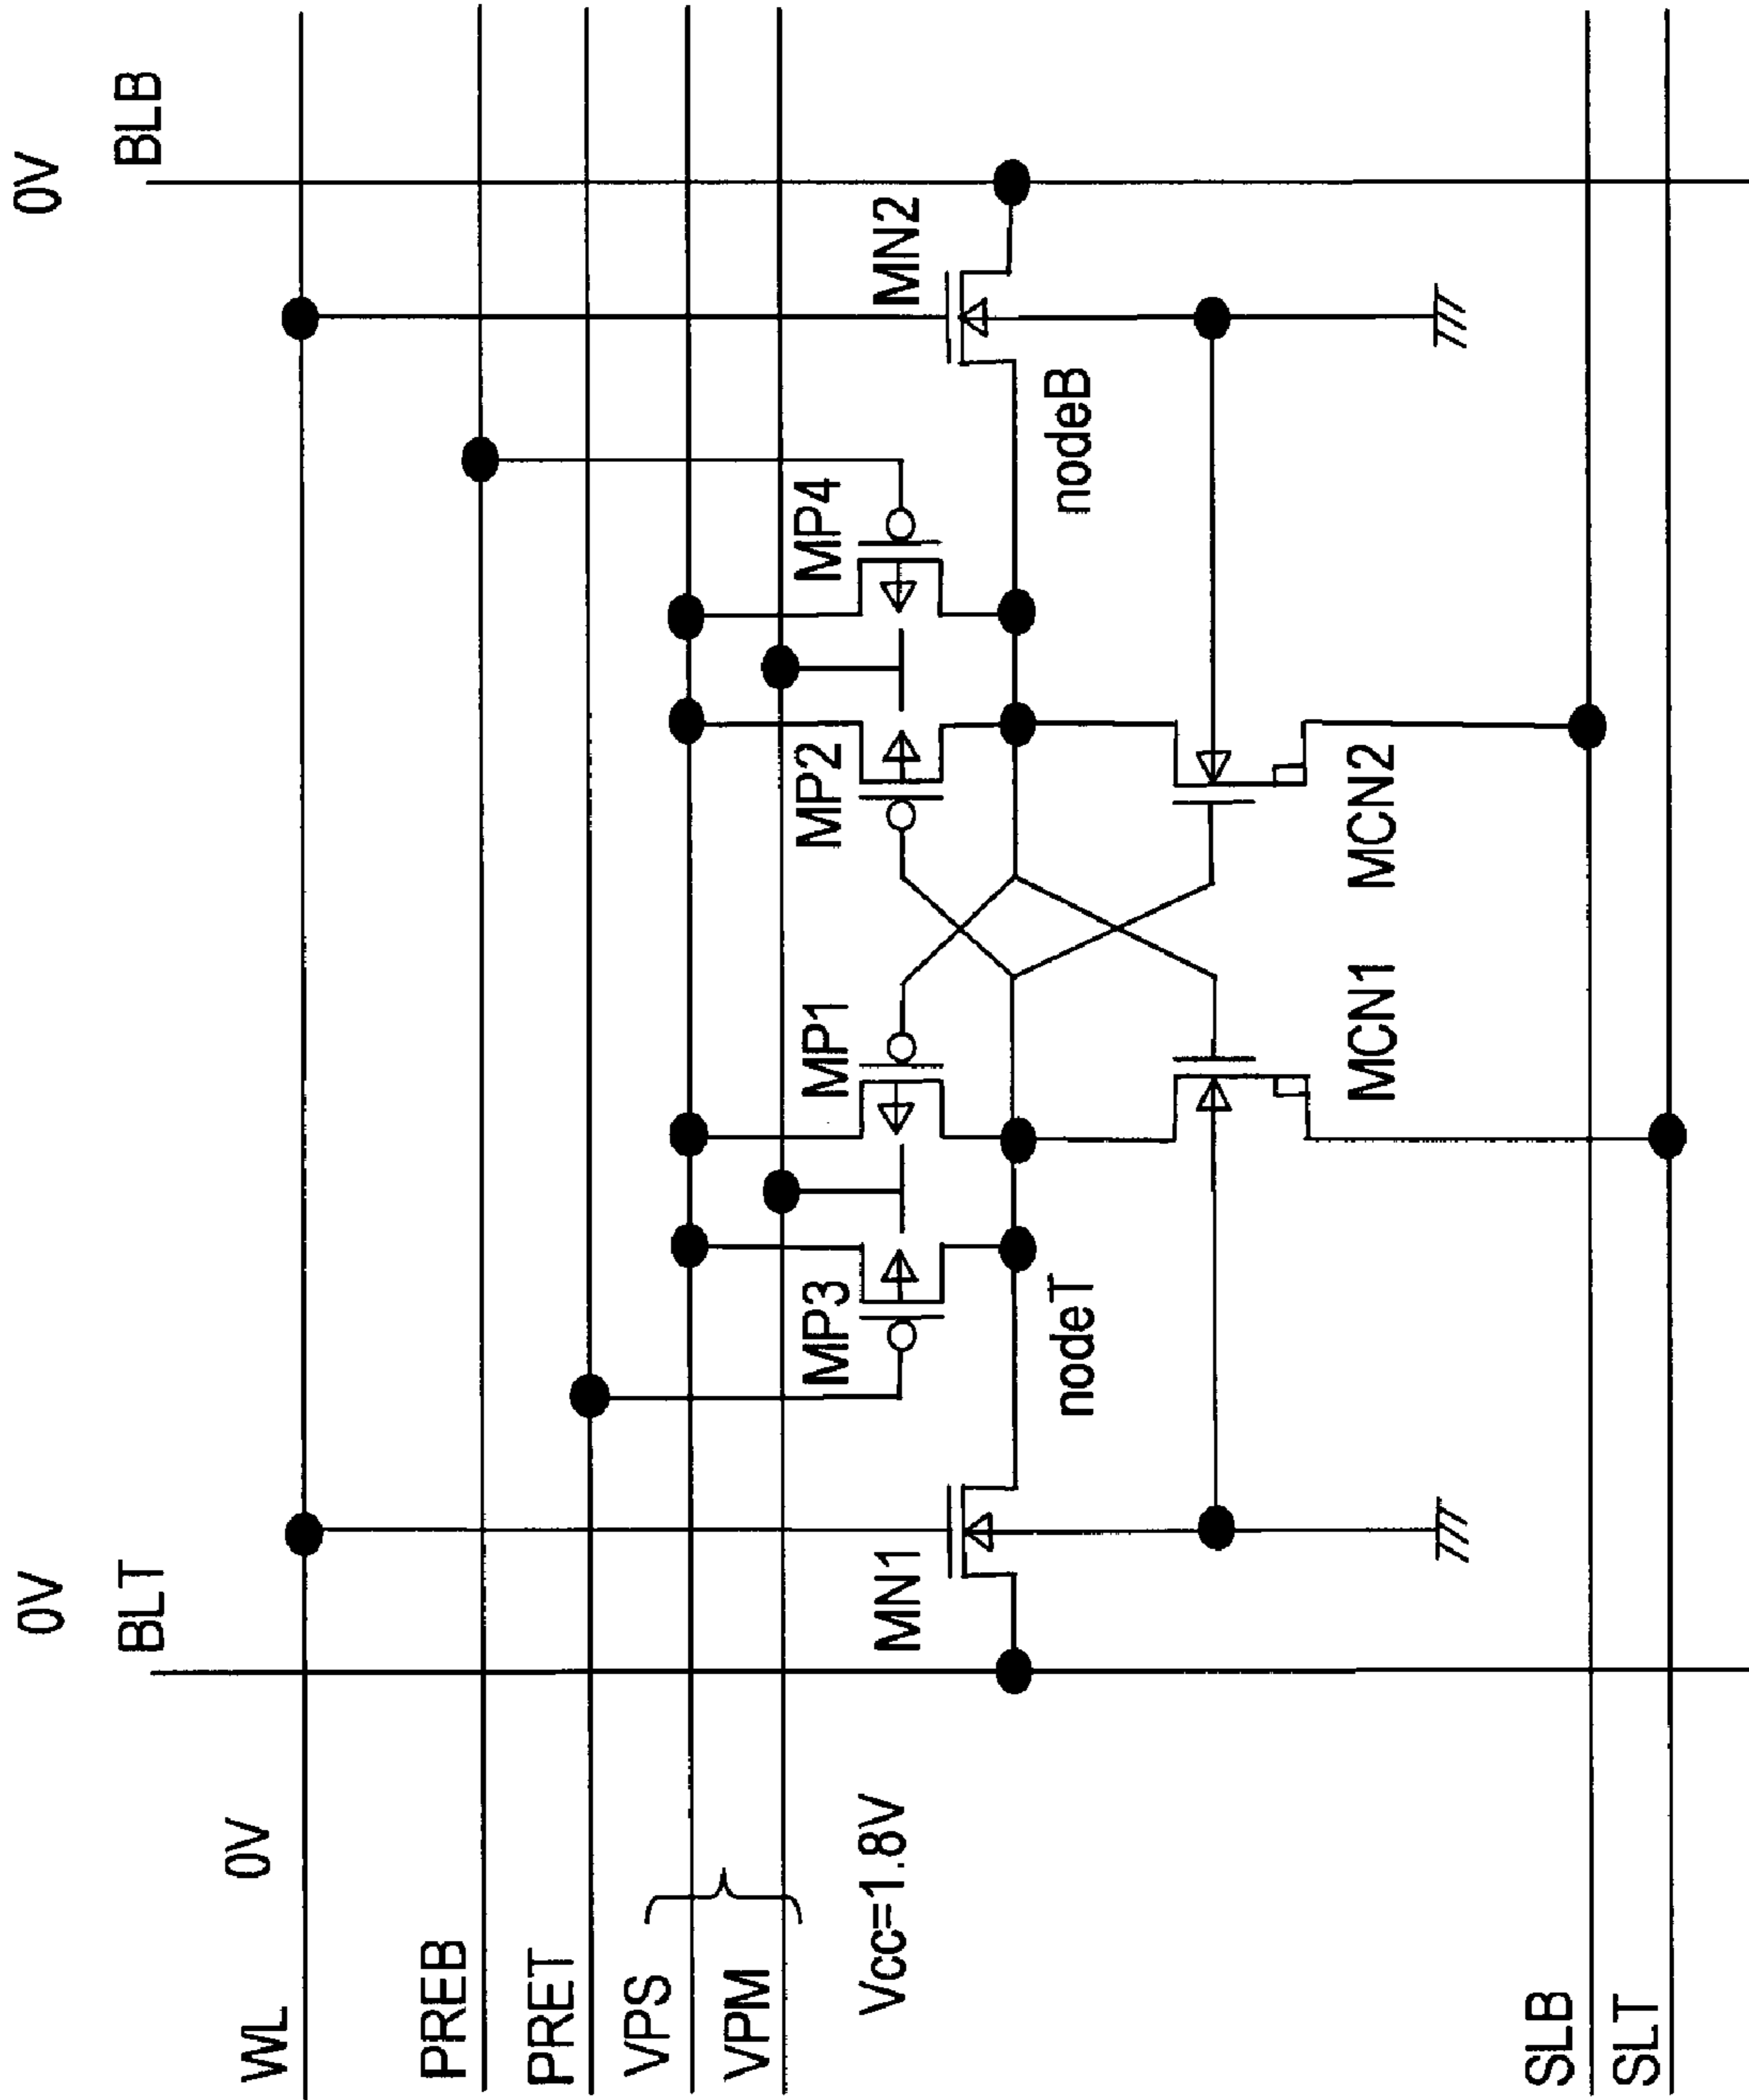 0V 0V
BLT BLB
WL 0V
PREB
PRET
VPS
VPM
Vcc=1.8V
MP3 MP1 MP2 MP4
MN1 MN2
nodeT nodeB
MCN1 MCN2
SLB
SLT